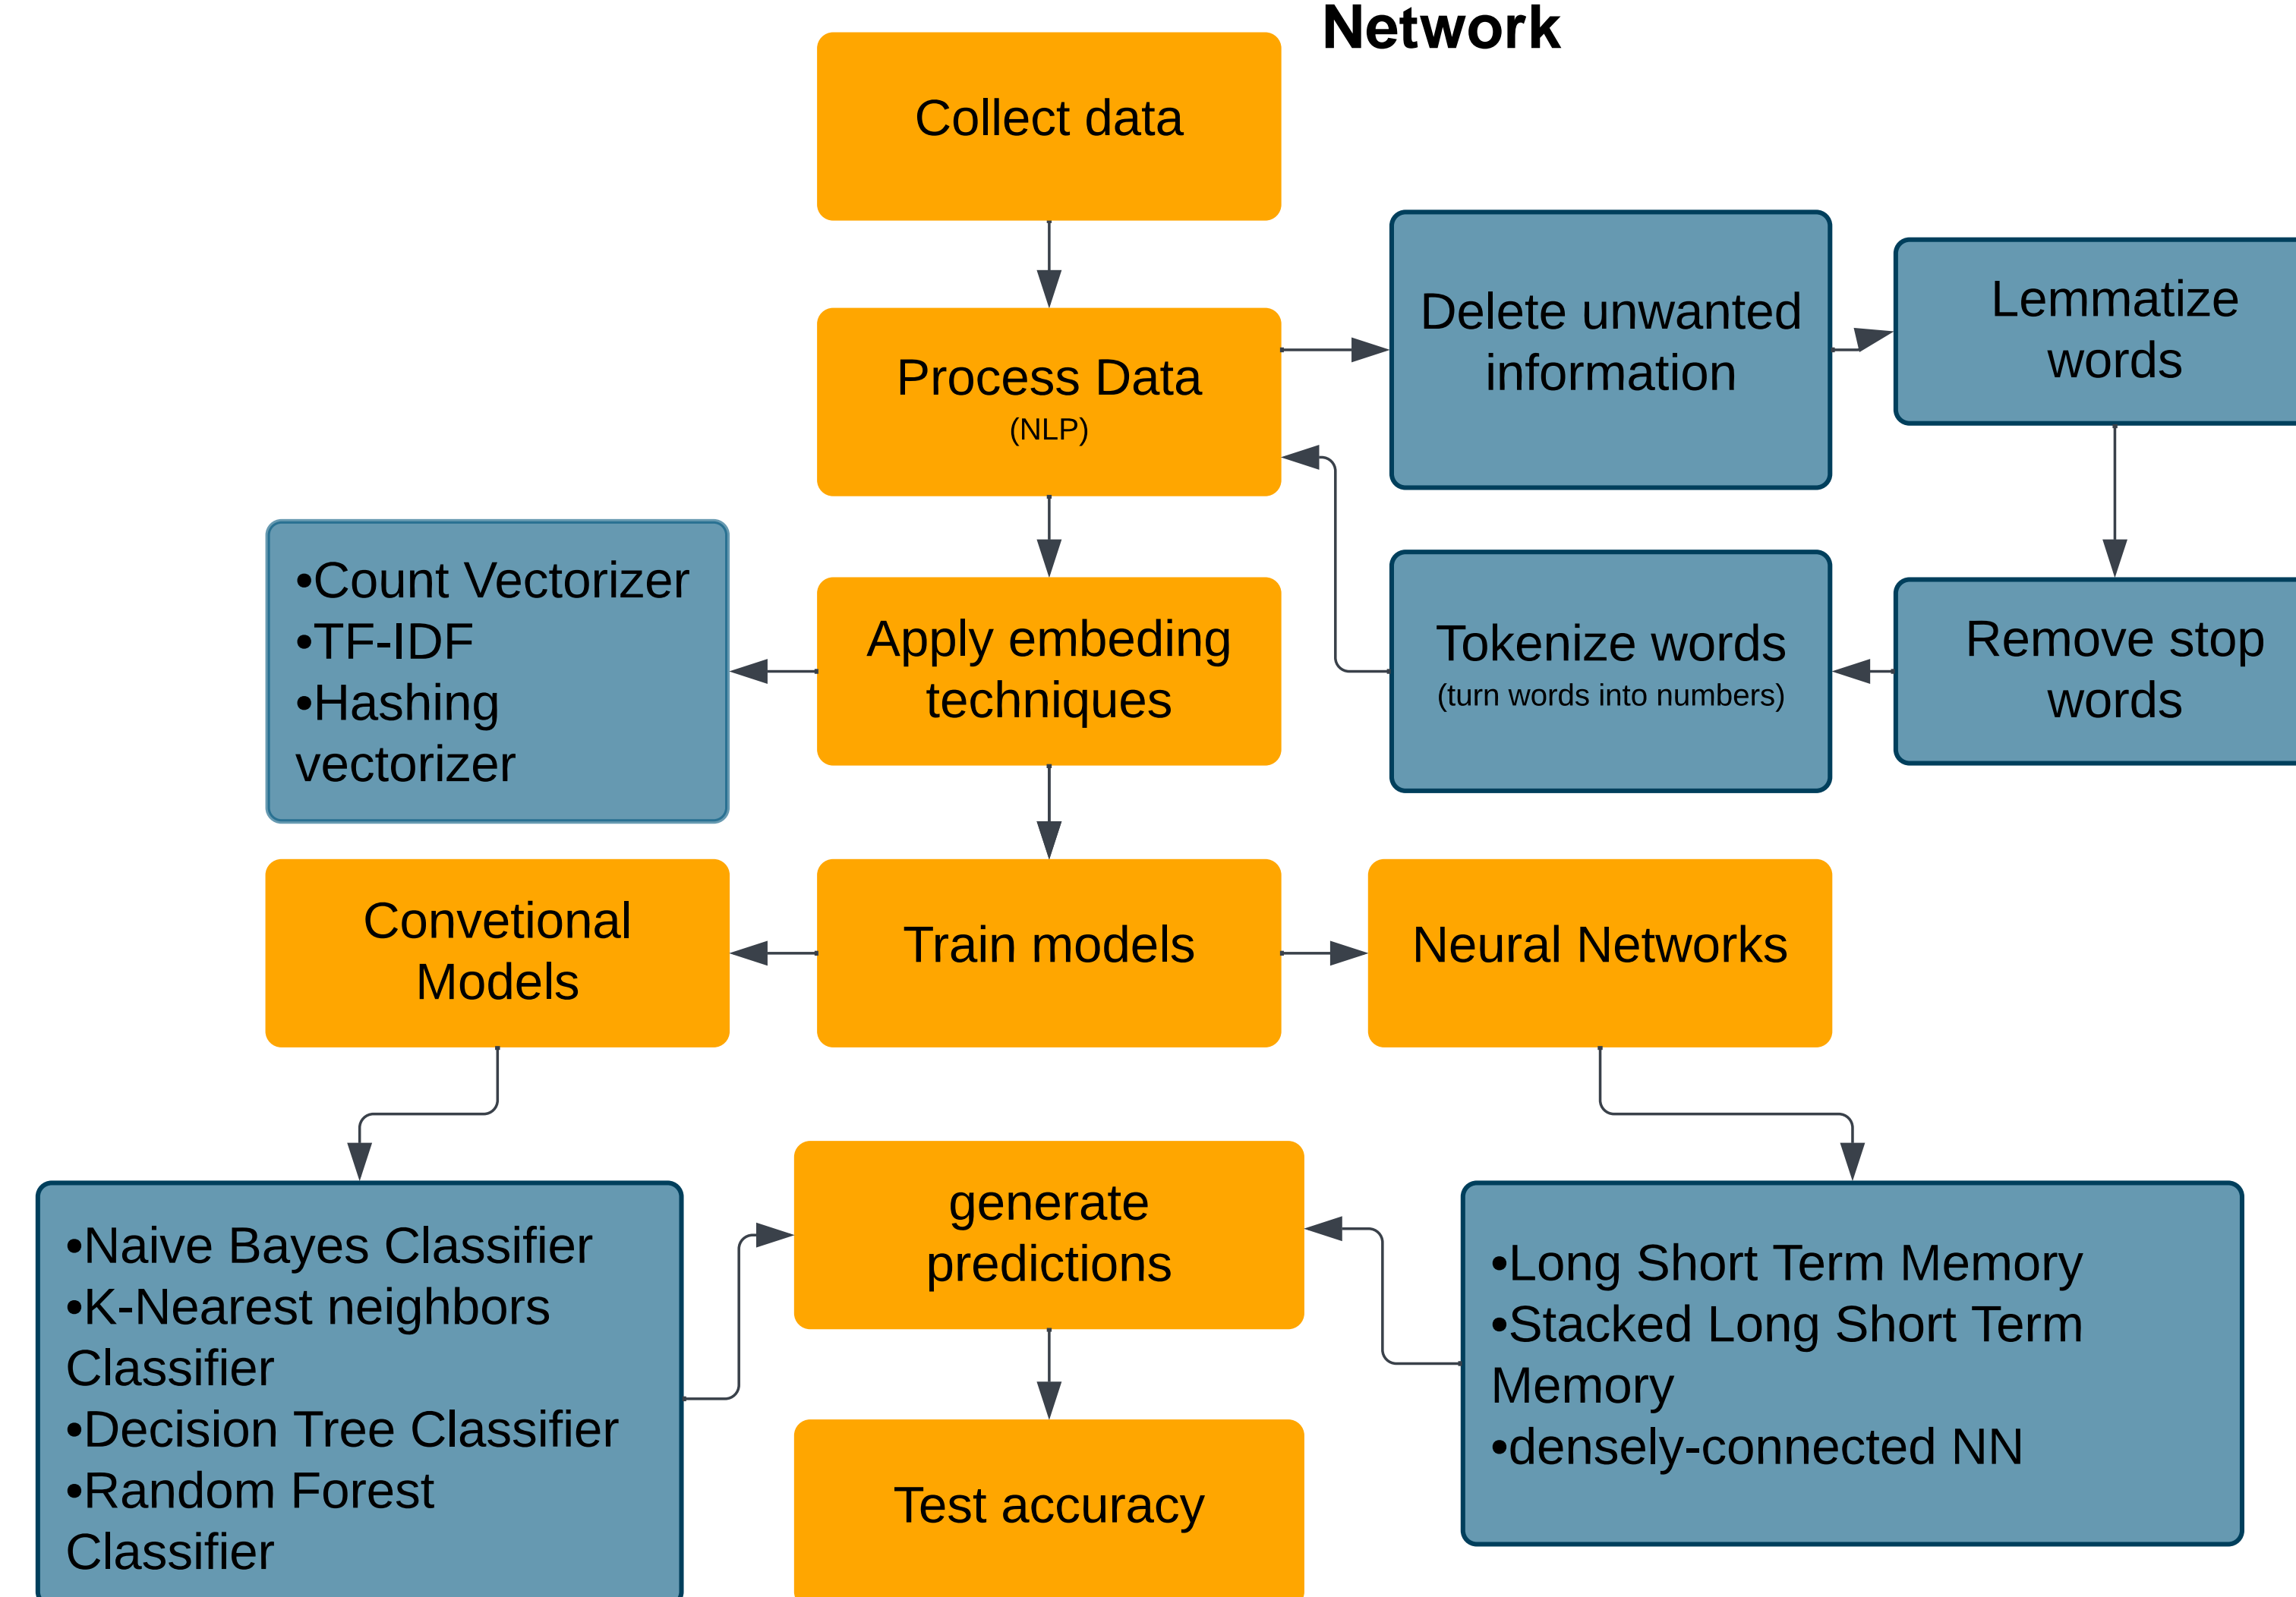 Network
Collect data
Process Data
(NLP)
Delete unwanted
information
Lemmatize
words
Remove stop
words
Tokenize words
(turn words into numbers)
Apply embeding
techniques
•Count Vectorizer
•TF-IDF
•Hashing
vectorizer
Train models
Convetional
Models
Neural Networks
•Naive Bayes Classifier
•K-Nearest neighbors
Classifier
•Decision Tree Classifier
•Random Forest
Classifier
•Long Short Term Memory
•Stacked Long Short Term
Memory
•densely-connected NN
generate
predictions
Test accuracy